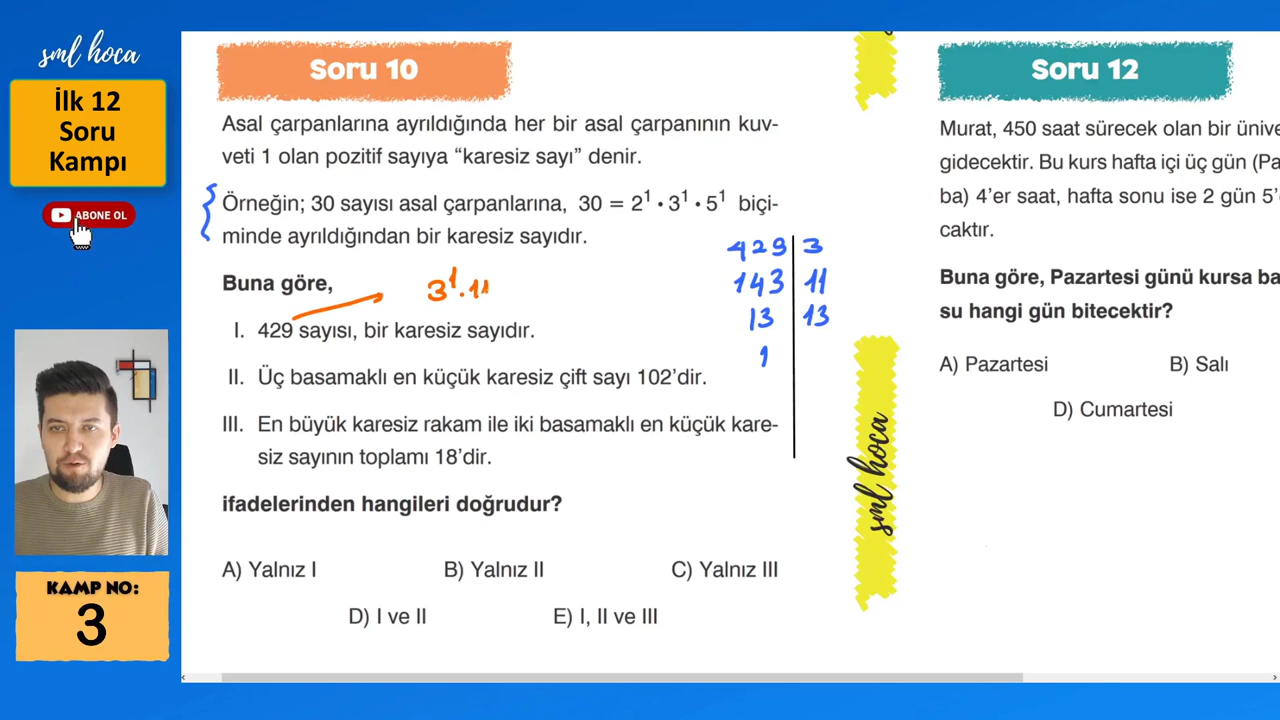 sml hoca
İlk 12
Soru
Kampı
ABONE OL
KAMP NO:
3
Soru 10
Asal çarpanlarına ayrıldığında her bir asal çarpanının kuv-
veti 1 olan pozitif sayıya “karesiz sayı” denir.
Örneğin; 30 sayısı asal çarpanlarına, 30 = 2¹ • 3¹ • 5¹ biçi-
minde ayrıldığından bir karesiz sayıdır.
Buna göre,
3¹ . 11
I. 429 sayısı, bir karesiz sayıdır.
II. Üç basamaklı en küçük karesiz çift sayı 102’dir.
III. En büyük karesiz rakam ile iki basamaklı en küçük kare-
siz sayının toplamı 18’dir.
ifadelerinden hangileri doğrudur?
A) Yalnız I B) Yalnız II C) Yalnız III
D) I ve II E) I, II ve III
429 3
143 11
13 13
1
sml hoca
Soru 12
Murat, 450 saat sürecek olan bir ünive
gidecektir. Bu kurs hafta içi üç gün (Pa
ba) 4’er saat, hafta sonu ise 2 gün 5’
caktır.
Buna göre, Pazartesi günü kursa ba
su hangi gün bitecektir?
A) Pazartesi B) Salı
D) Cumartesi